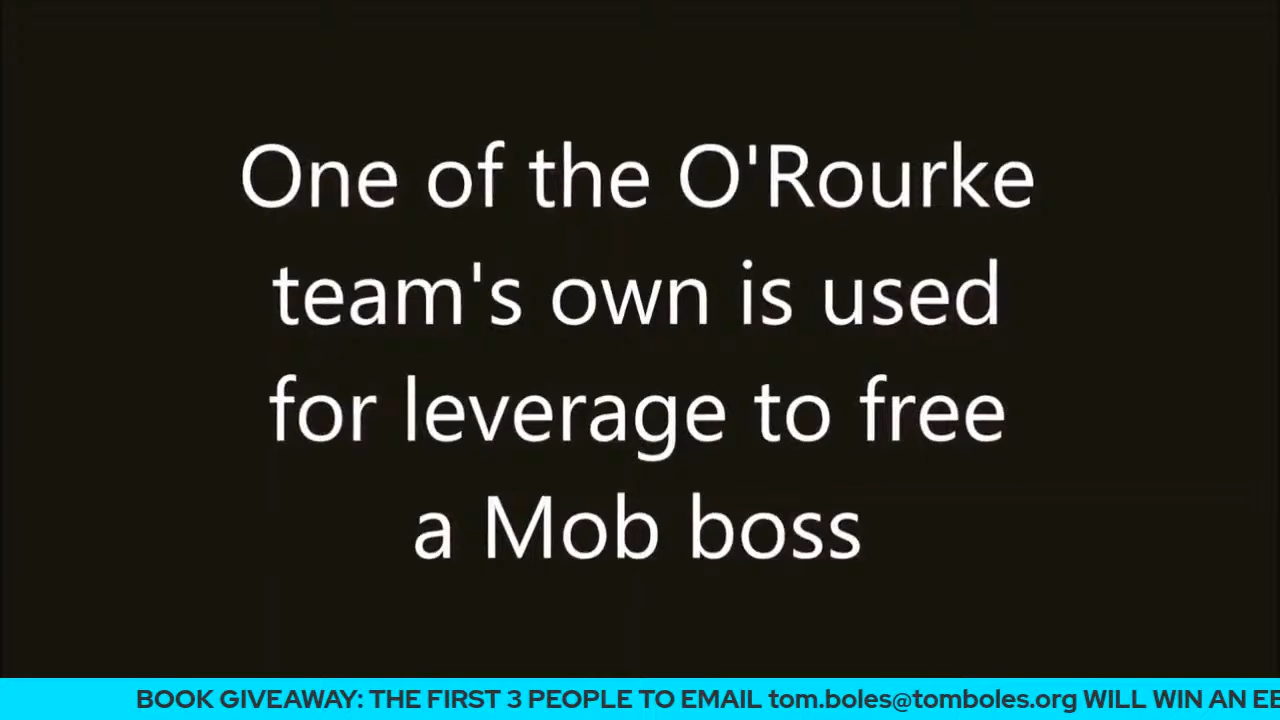 One of the O'Rourke
team's own is used
for leverage to free
a Mob boss
BOOK GIVEAWAY: THE FIRST 3 PEOPLE TO EMAIL tom.boles@tomboles.org WILL WIN AN